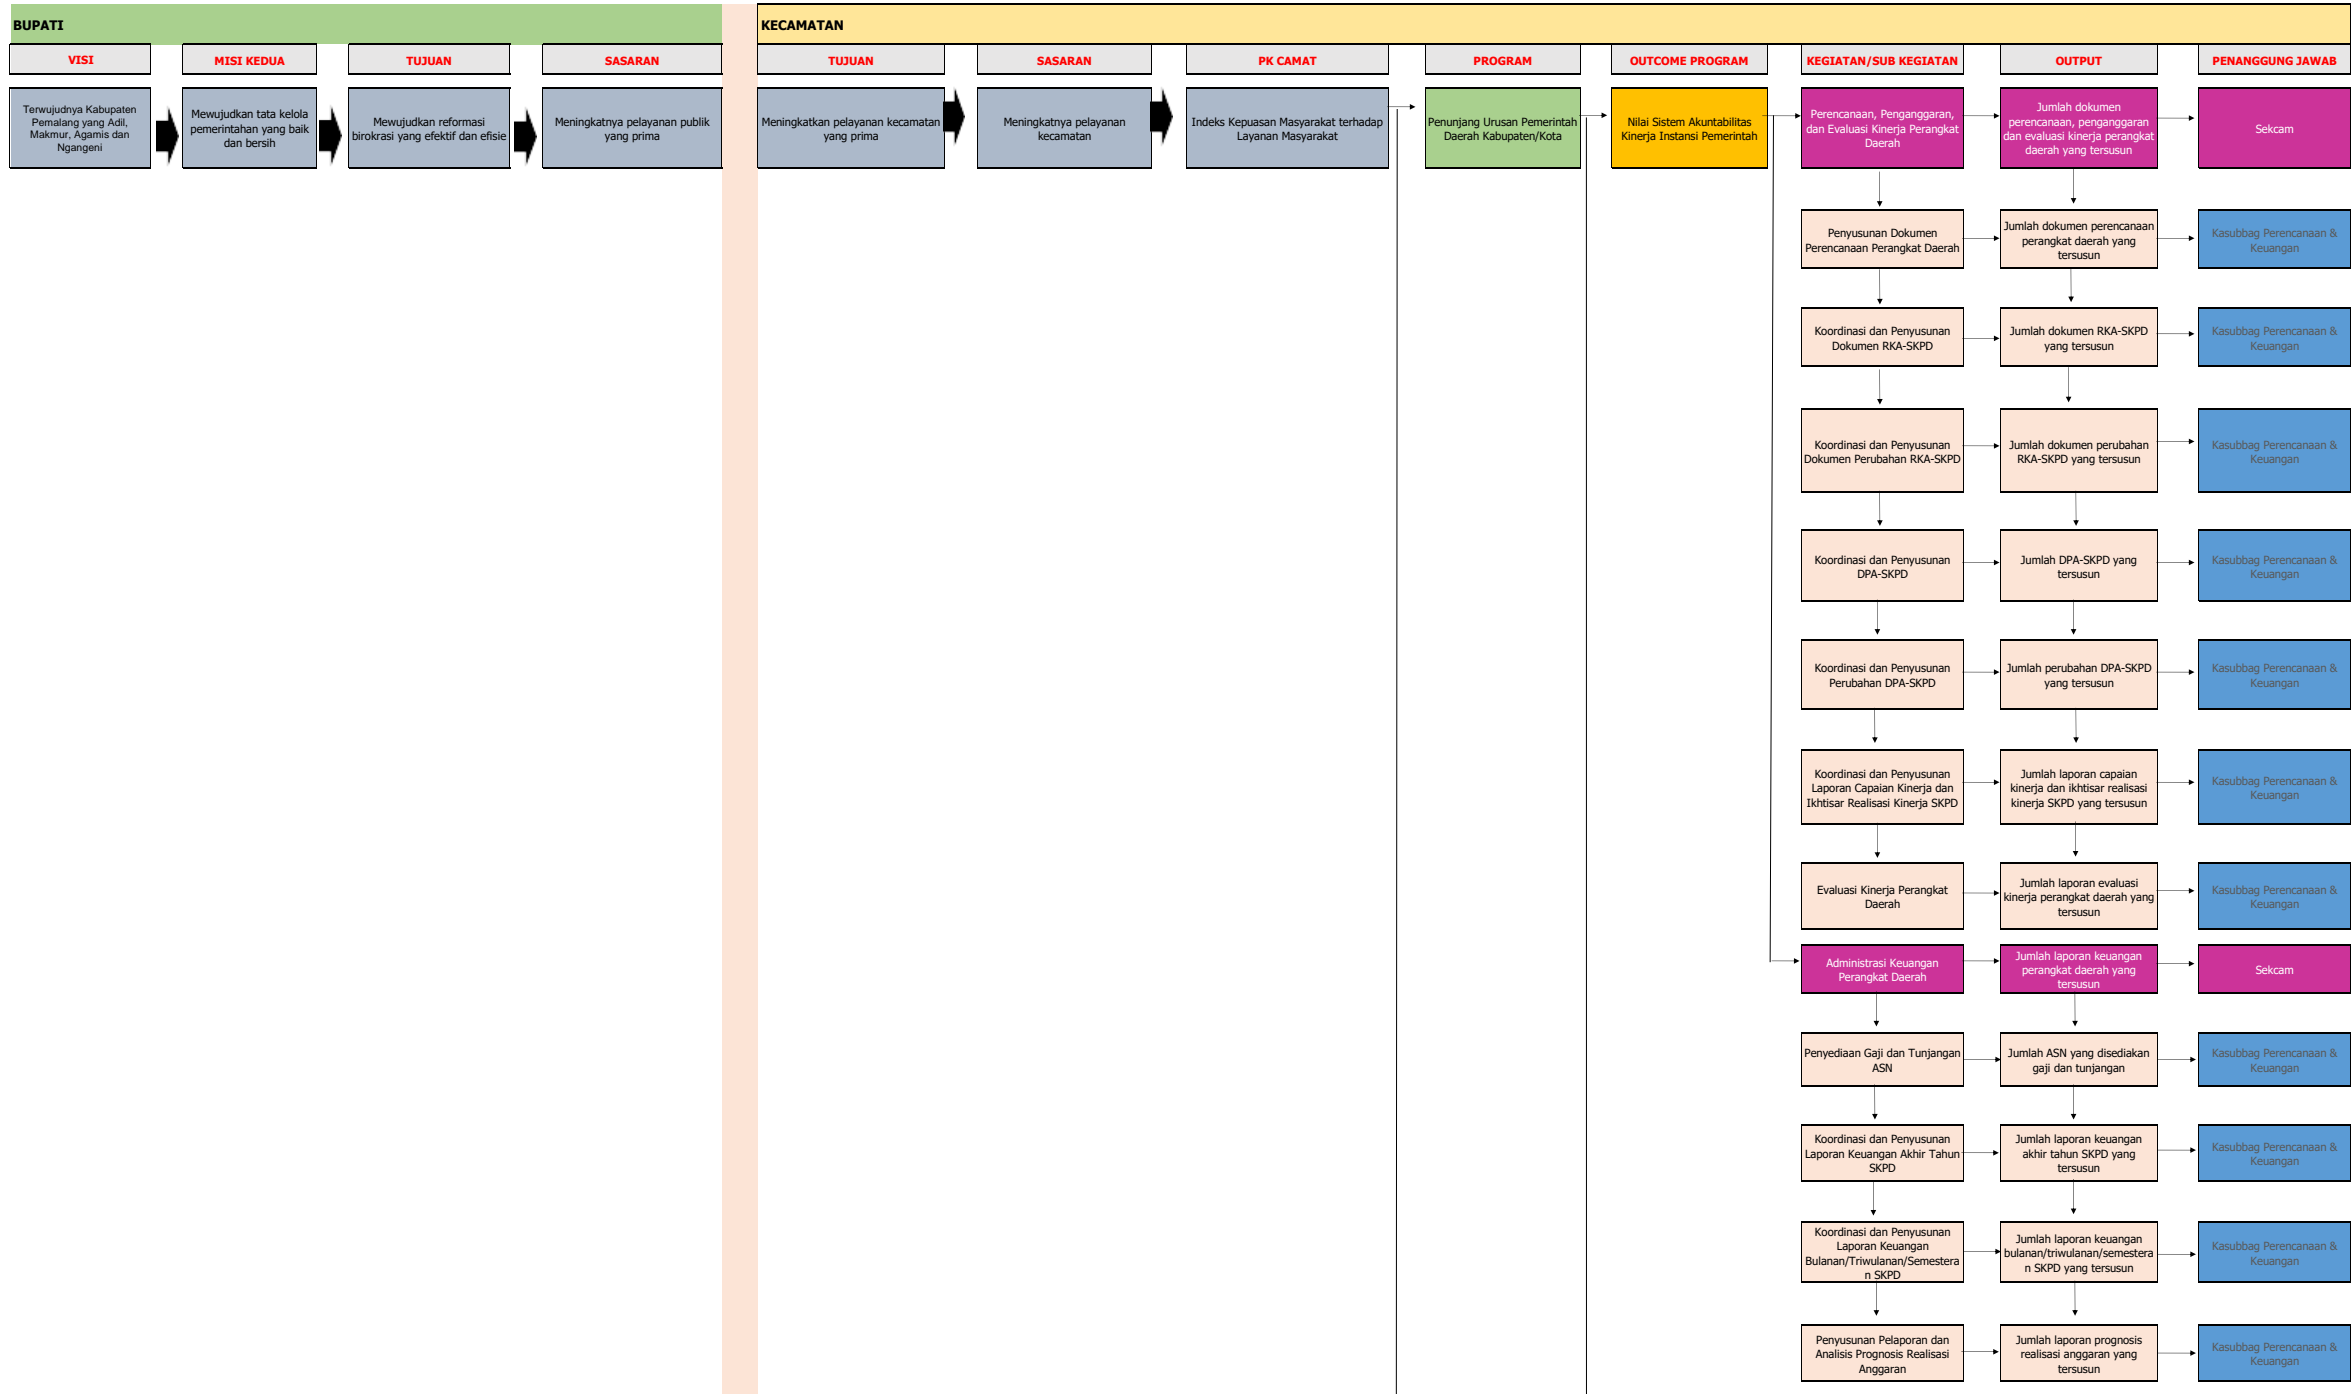 BUPATI
KECAMATAN
VISI
MISI KEDUA
TUJUAN
SASARAN
TUJUAN
SASARAN
PK CAMAT
PROGRAM
OUTCOME PROGRAM
KEGIATAN/SUB KEGIATAN
OUTPUT
PENANGGUNG JAWAB
Terwujudnya Kabupaten
Pemalang yang Adil,
Makmur, Agamis dan
Ngangeni
Mewujudkan tata kelola
pemerintahan yang baik
dan bersih
Mewujudkan reformasi
birokrasi yang efektif dan efisie
Meningkatnya pelayanan publik
yang prima
Meningkatkan pelayanan kecamatan
yang prima
Meningkatnya pelayanan
kecamatan
Indeks Kepuasan Masyarakat terhadap
Layanan Masyarakat
Penunjang Urusan Pemerintah
Daerah Kabupaten/Kota
Nilai Sistem Akuntabilitas
Kinerja Instansi Pemerintah
Perencanaan, Penganggaran,
dan Evaluasi Kinerja Perangkat
Daerah
Jumlah dokumen
perencanaan, penganggaran
dan evaluasi kinerja perangkat
daerah yang tersusun
Sekcam
Penyusunan Dokumen
Perencanaan Perangkat Daerah
Jumlah dokumen perencanaan
perangkat daerah yang
tersusun
Kasubbag Perencanaan &
Keuangan
Koordinasi dan Penyusunan
Dokumen RKA-SKPD
Jumlah dokumen RKA-SKPD
yang tersusun
Kasubbag Perencanaan &
Keuangan
Koordinasi dan Penyusunan
Dokumen Perubahan RKA-SKPD
Jumlah dokumen perubahan
RKA-SKPD yang tersusun
Kasubbag Perencanaan &
Keuangan
Koordinasi dan Penyusunan
DPA-SKPD
Jumlah DPA-SKPD yang
tersusun
Kasubbag Perencanaan &
Keuangan
Koordinasi dan Penyusunan
Perubahan DPA-SKPD
Jumlah perubahan DPA-SKPD
yang tersusun
Kasubbag Perencanaan &
Keuangan
Koordinasi dan Penyusunan
Laporan Capaian Kinerja dan
Ikhtisar Realisasi Kinerja SKPD
Jumlah laporan capaian
kinerja dan ikhtisar realisasi
kinerja SKPD yang tersusun
Kasubbag Perencanaan &
Keuangan
Evaluasi Kinerja Perangkat
Daerah
Jumlah laporan evaluasi
kinerja perangkat daerah yang
tersusun
Kasubbag Perencanaan &
Keuangan
Administrasi Keuangan
Perangkat Daerah
Jumlah laporan keuangan
perangkat daerah yang
tersusun
Sekcam
Penyediaan Gaji dan Tunjangan
ASN
Jumlah ASN yang disediakan
gaji dan tunjangan
Kasubbag Perencanaan &
Keuangan
Koordinasi dan Penyusunan
Laporan Keuangan Akhir Tahun
SKPD
Jumlah laporan keuangan
akhir tahun SKPD yang
tersusun
Kasubbag Perencanaan &
Keuangan
Koordinasi dan Penyusunan
Laporan Keuangan
Bulanan/Triwulanan/Semestera
n SKPD
Jumlah laporan keuangan
bulanan/triwulanan/semestera
n SKPD yang tersusun
Kasubbag Perencanaan &
Keuangan
Penyusunan Pelaporan dan
Analisis Prognosis Realisasi
Anggaran
Jumlah laporan prognosis
realisasi anggaran yang
tersusun
Kasubbag Perencanaan &
Keuangan